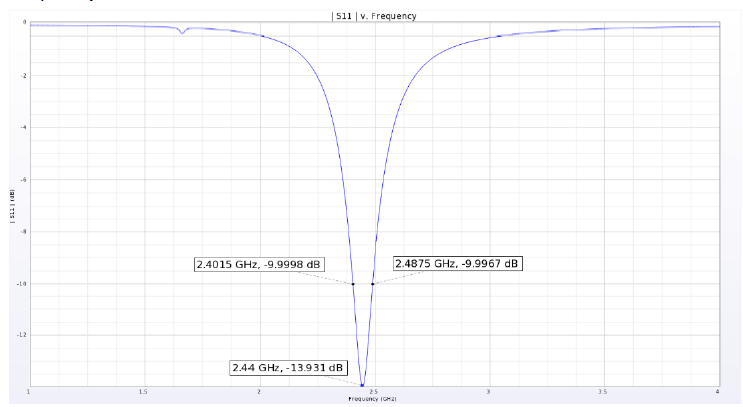 | S11 | v. Frequency
0
-2
-4
-6
-8
-10
-12
| S11 | (dB)
2.4015 GHz, -9.9998 dB
2.4875 GHz, -9.9967 dB
2.44 GHz, -13.931 dB
1 1.5 2 2.5 3 3.5 4
Frequency (GHz)